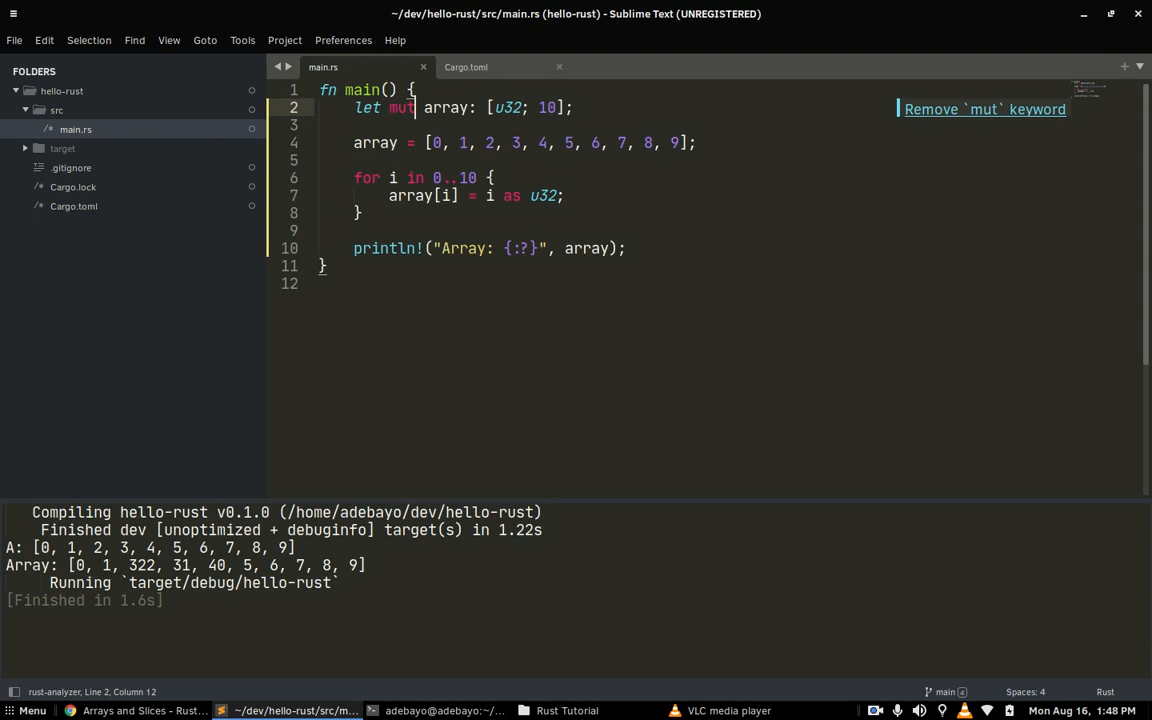 ~/dev/hello-rust/src/main.rs (hello-rust) - Sublime Text (UNREGISTERED)
File Edit Selection Find View Goto Tools Project Preferences Help
FOLDERS
hello-rust
src
/* main.rs
target
.gitignore
/* Cargo.lock
/* Cargo.toml
main.rs
Cargo.toml
1 fn main() {
2     let mut array: [u32; 10];
Remove `mut` keyword
3
4     array = [0, 1, 2, 3, 4, 5, 6, 7, 8, 9];
5
6     for i in 0..10 {
7         array[i] = i as u32;
8     }
9
10     println!("Array: {:?}", array);
11 }
12
   Compiling hello-rust v0.1.0 (/home/adebayo/dev/hello-rust)
    Finished dev [unoptimized + debuginfo] target(s) in 1.22s
A: [0, 1, 2, 3, 4, 5, 6, 7, 8, 9]
Array: [0, 1, 322, 31, 40, 5, 6, 7, 8, 9]
     Running `target/debug/hello-rust`
[Finished in 1.6s]
rust-analyzer, Line 2, Column 12
main 4
Spaces: 4
Rust
Menu
Arrays and Slices - Rust...
~/dev/hello-rust/src/m...
adebayo@adebayo:~/...
Rust Tutorial
VLC media player
Mon Aug 16, 1:48 PM